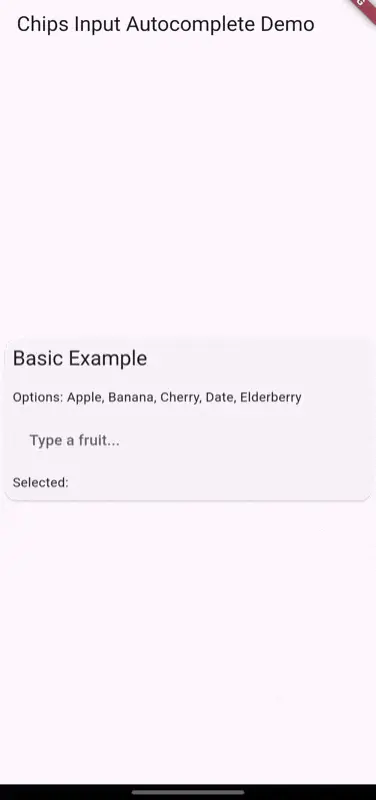 Chips Input Autocomplete Demo
Basic Example
Options: Apple, Banana, Cherry, Date, Elderberry
Type a fruit...
Selected: